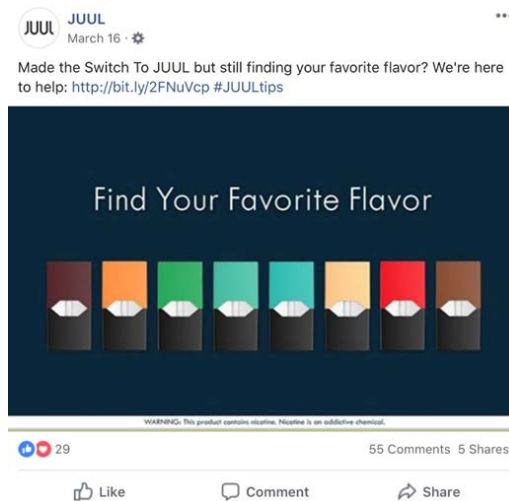 JUUL
JUUL
March 16 ·
Made the Switch To JUUL but still finding your favorite flavor? We're here
to help: http://bit.ly/2FNuVcp #JUULtips
Find Your Favorite Flavor
WARNING: This product contains nicotine. Nicotine is an addictive chemical.
29
55 Comments 5 Shares
Like
Comment
Share